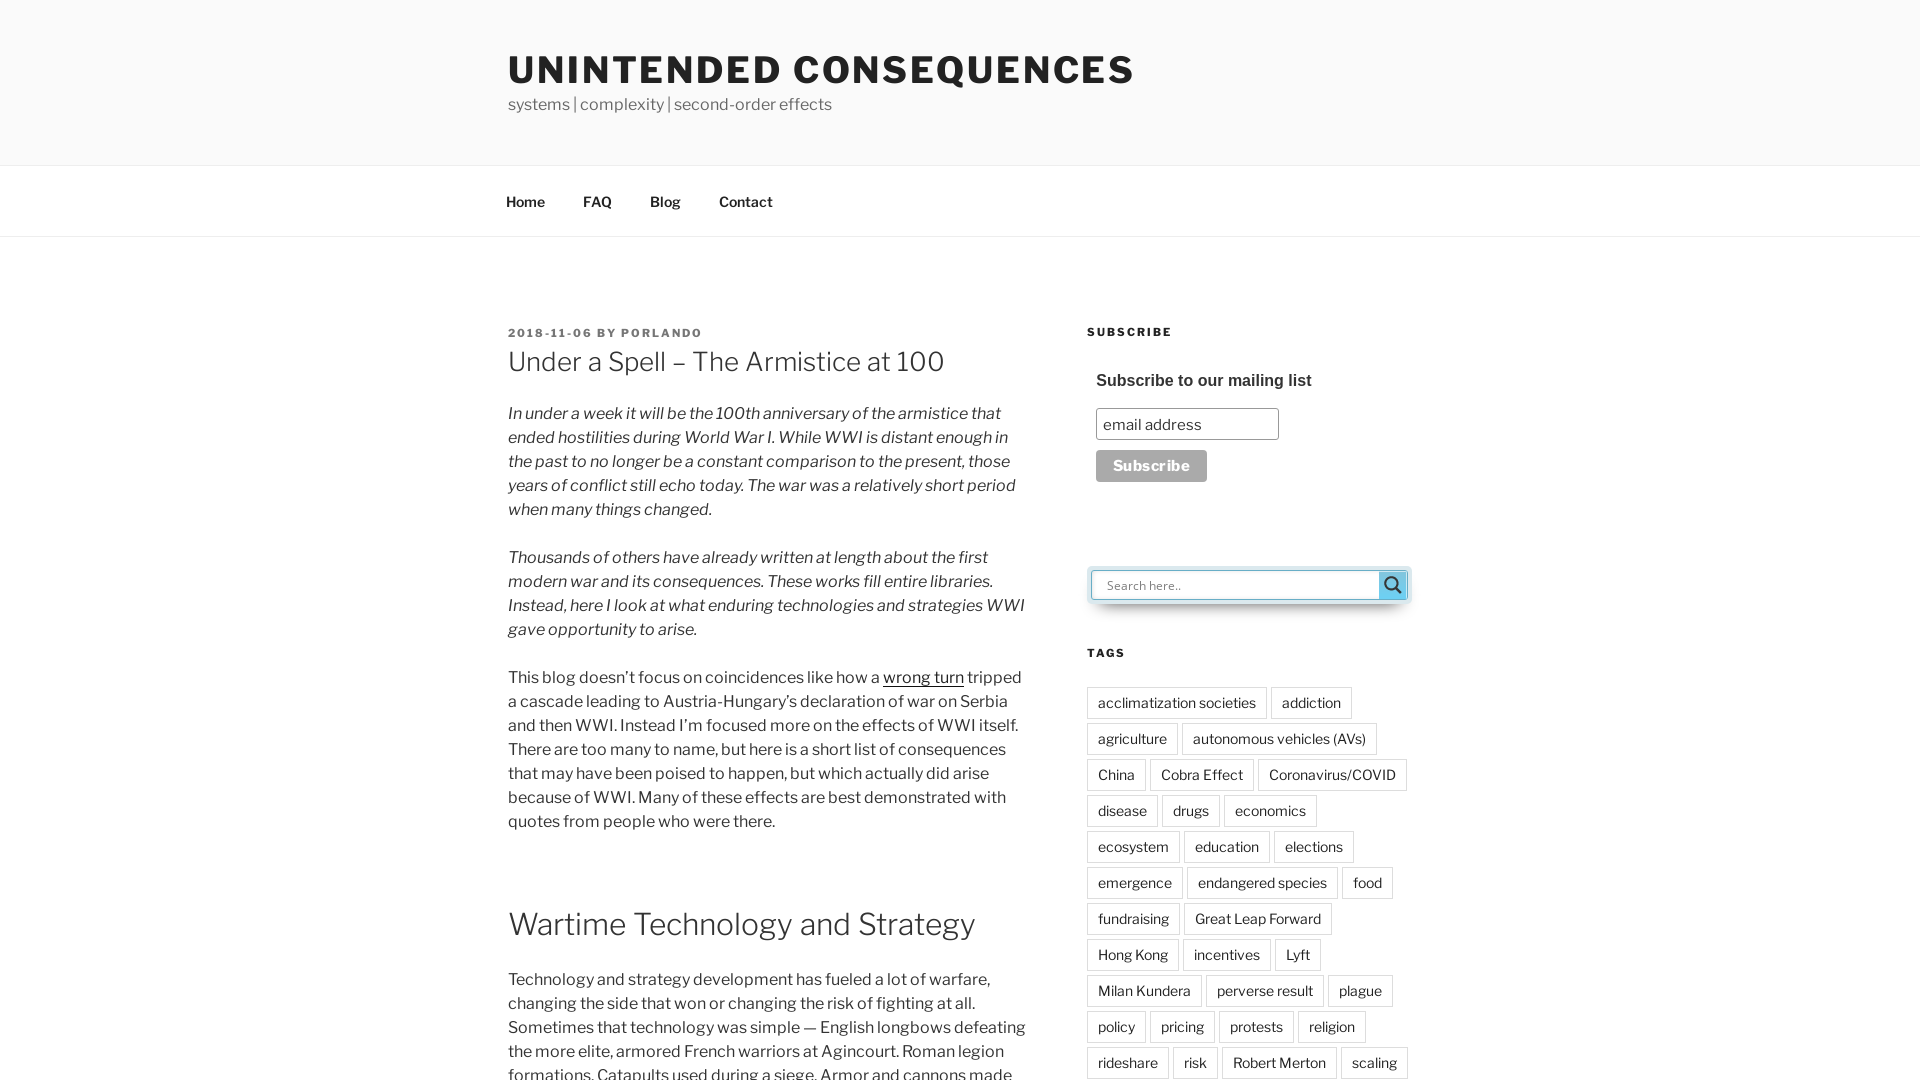 UNINTENDED CONSEQUENCES
systems | complexity | second-order effects
Home
FAQ
Blog
Contact
2018-11-06 BY PORLANDO
Under a Spell – The Armistice at 100
In under a week it will be the 100th anniversary of the armistice that
ended hostilities during World War I. While WWI is distant enough in
the past to no longer be a constant comparison to the present, those
years of conflict still echo today. The war was a relatively short period
when many things changed.
Thousands of others have already written at length about the first
modern war and its consequences. These works fill entire libraries.
Instead, here I look at what enduring technologies and strategies WWI
gave opportunity to arise.
This blog doesn’t focus on coincidences like how a wrong turn tripped
a cascade leading to Austria-Hungary’s declaration of war on Serbia
and then WWI. Instead I’m focused more on the effects of WWI itself.
There are too many to name, but here is a short list of consequences
that may have been poised to happen, but which actually did arise
because of WWI. Many of these effects are best demonstrated with
quotes from people who were there.
Wartime Technology and Strategy
Technology and strategy development has fueled a lot of warfare,
changing the side that won or changing the risk of fighting at all.
Sometimes that technology was simple — English longbows defeating
the more elite, armored French warriors at Agincourt. Roman legion
formations. Catapults used during a siege. Armor and cannons made
SUBSCRIBE
Subscribe to our mailing list
email address
Subscribe
Search here..
TAGS
acclimatization societies
addiction
agriculture
autonomous vehicles (AVs)
China
Cobra Effect
Coronavirus/COVID
disease
drugs
economics
ecosystem
education
elections
emergence
endangered species
food
fundraising
Great Leap Forward
Hong Kong
incentives
Lyft
Milan Kundera
perverse result
plague
policy
pricing
protests
religion
rideshare
risk
Robert Merton
scaling